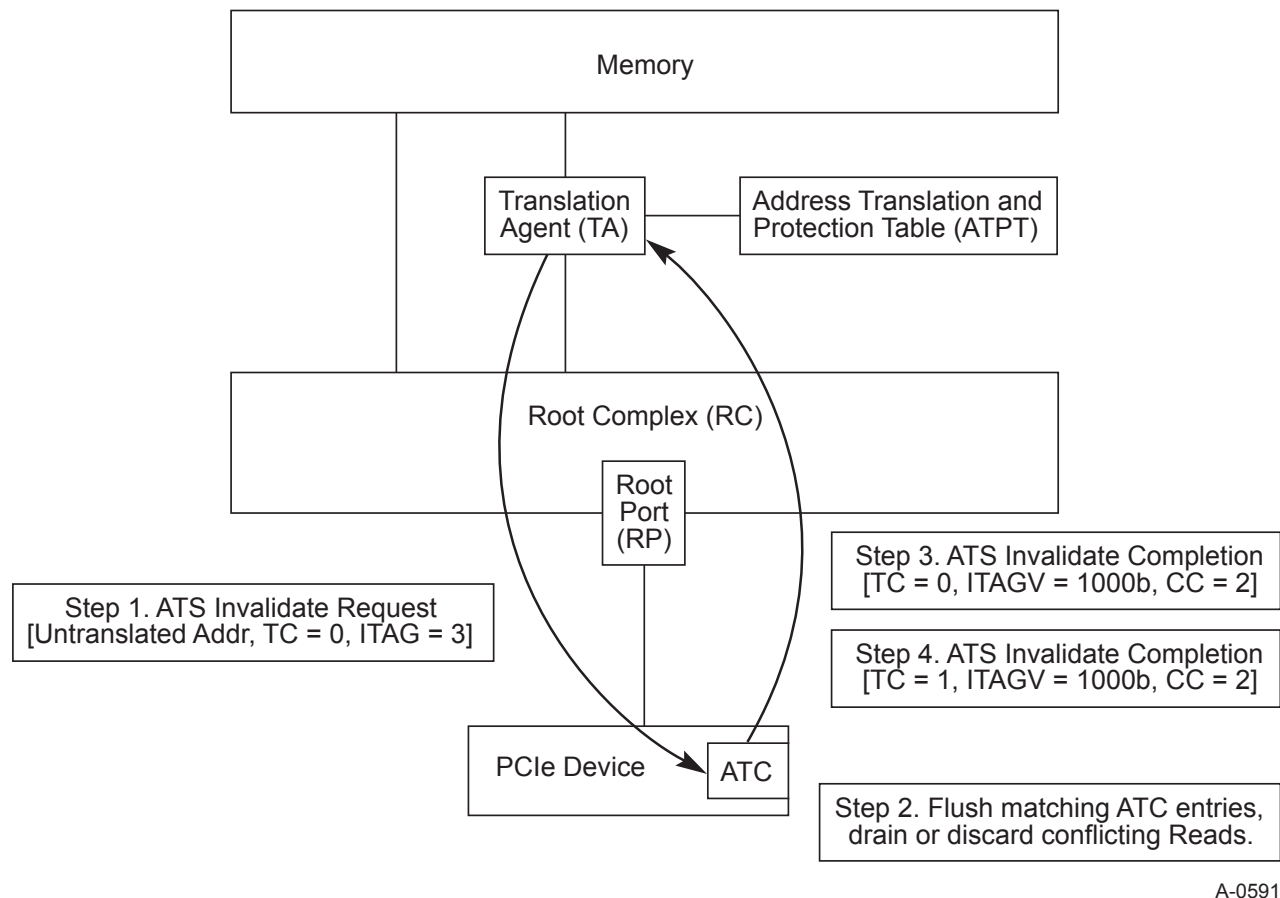 Memory
Translation
Agent (TA)
Address Translation and
Protection Table (ATPT)
Root Complex (RC)
Root
Port
(RP)
Step 1. ATS Invalidate Request
[Untranslated Addr, TC = 0, ITAG = 3]
Step 3. ATS Invalidate Completion
[TC = 0, ITAGV = 1000b, CC = 2]
Step 4. ATS Invalidate Completion
[TC = 1, ITAGV = 1000b, CC = 2]
PCIe Device
ATC
Step 2. Flush matching ATC entries,
drain or discard conflicting Reads.
A-0591